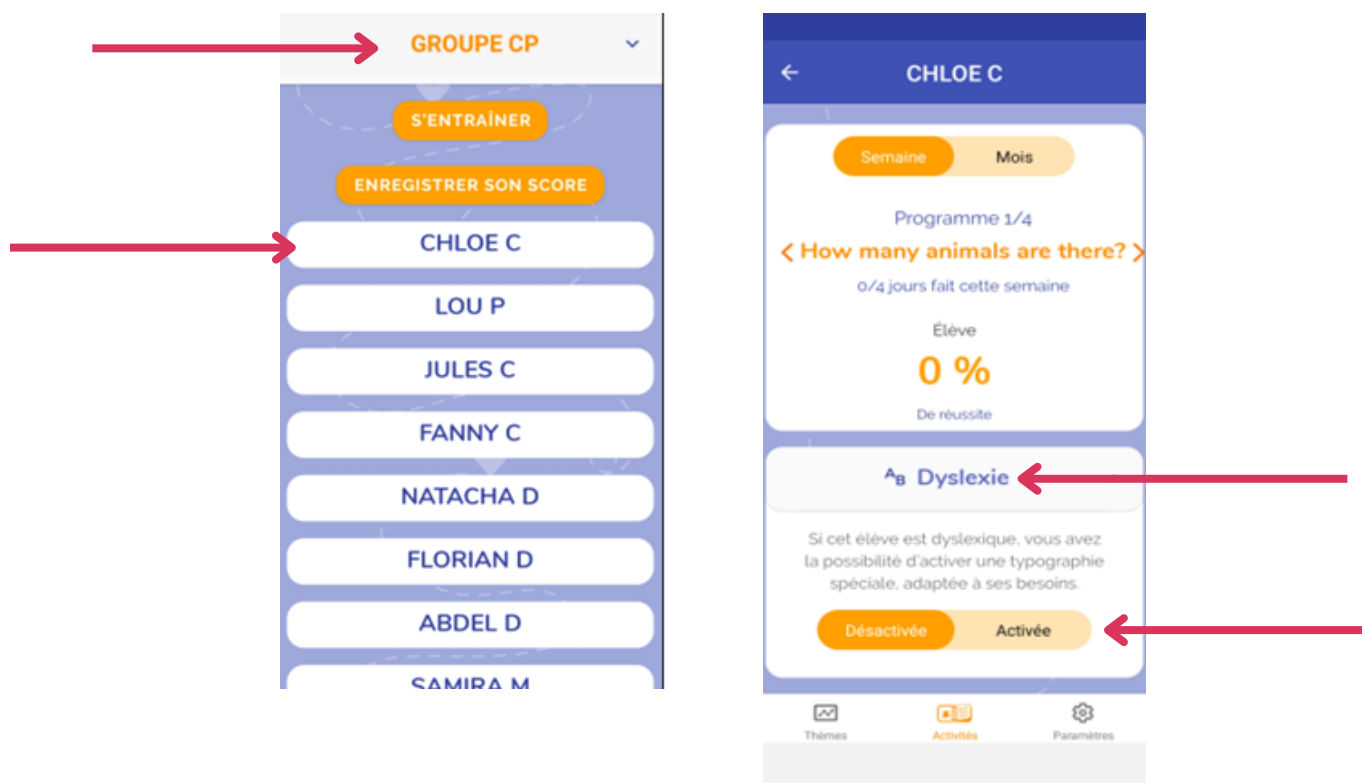 GROUPE CP
S'ENTRAÎNER
ENREGISTRER SON SCORE
CHLOE C
LOU P
JULES C
FANNY C
NATACHA D
FLORIAN D
ABDEL D
SAMIRA M
CHLOE C
Semaine Mois
Programme 1/4
< How many animals are there? >
0/4 jours fait cette semaine
Élève
0 %
De réussite
AB Dyslexie
Si cet élève est dyslexique, vous avez
la possibilité d'activer une typographie
spéciale, adaptée à ses besoins.
Désactivée Activée
Thèmes Activités Paramètres